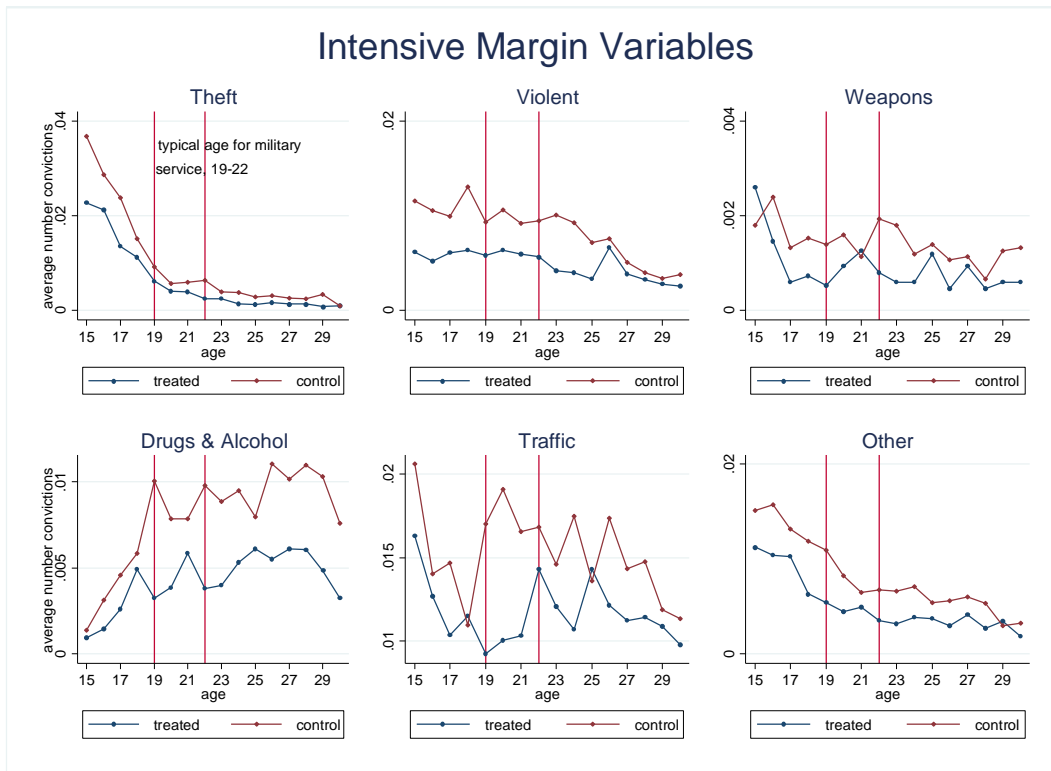 Intensive Margin Variables
Theft
average number convictions
.04
.02
0
typical age for military
service, 19-22
15 17 19 21 23 25 27 29
age
treated control
Violent
.02
0
15 17 19 21 23 25 27 29
age
treated control
Weapons
.004
.002
0
15 17 19 21 23 25 27 29
age
treated control
Drugs & Alcohol
average number convictions
.01
.005
0
15 17 19 21 23 25 27 29
age
treated control
Traffic
.02
.015
.01
15 17 19 21 23 25 27 29
age
treated control
Other
.02
0
15 17 19 21 23 25 27 29
age
treated control